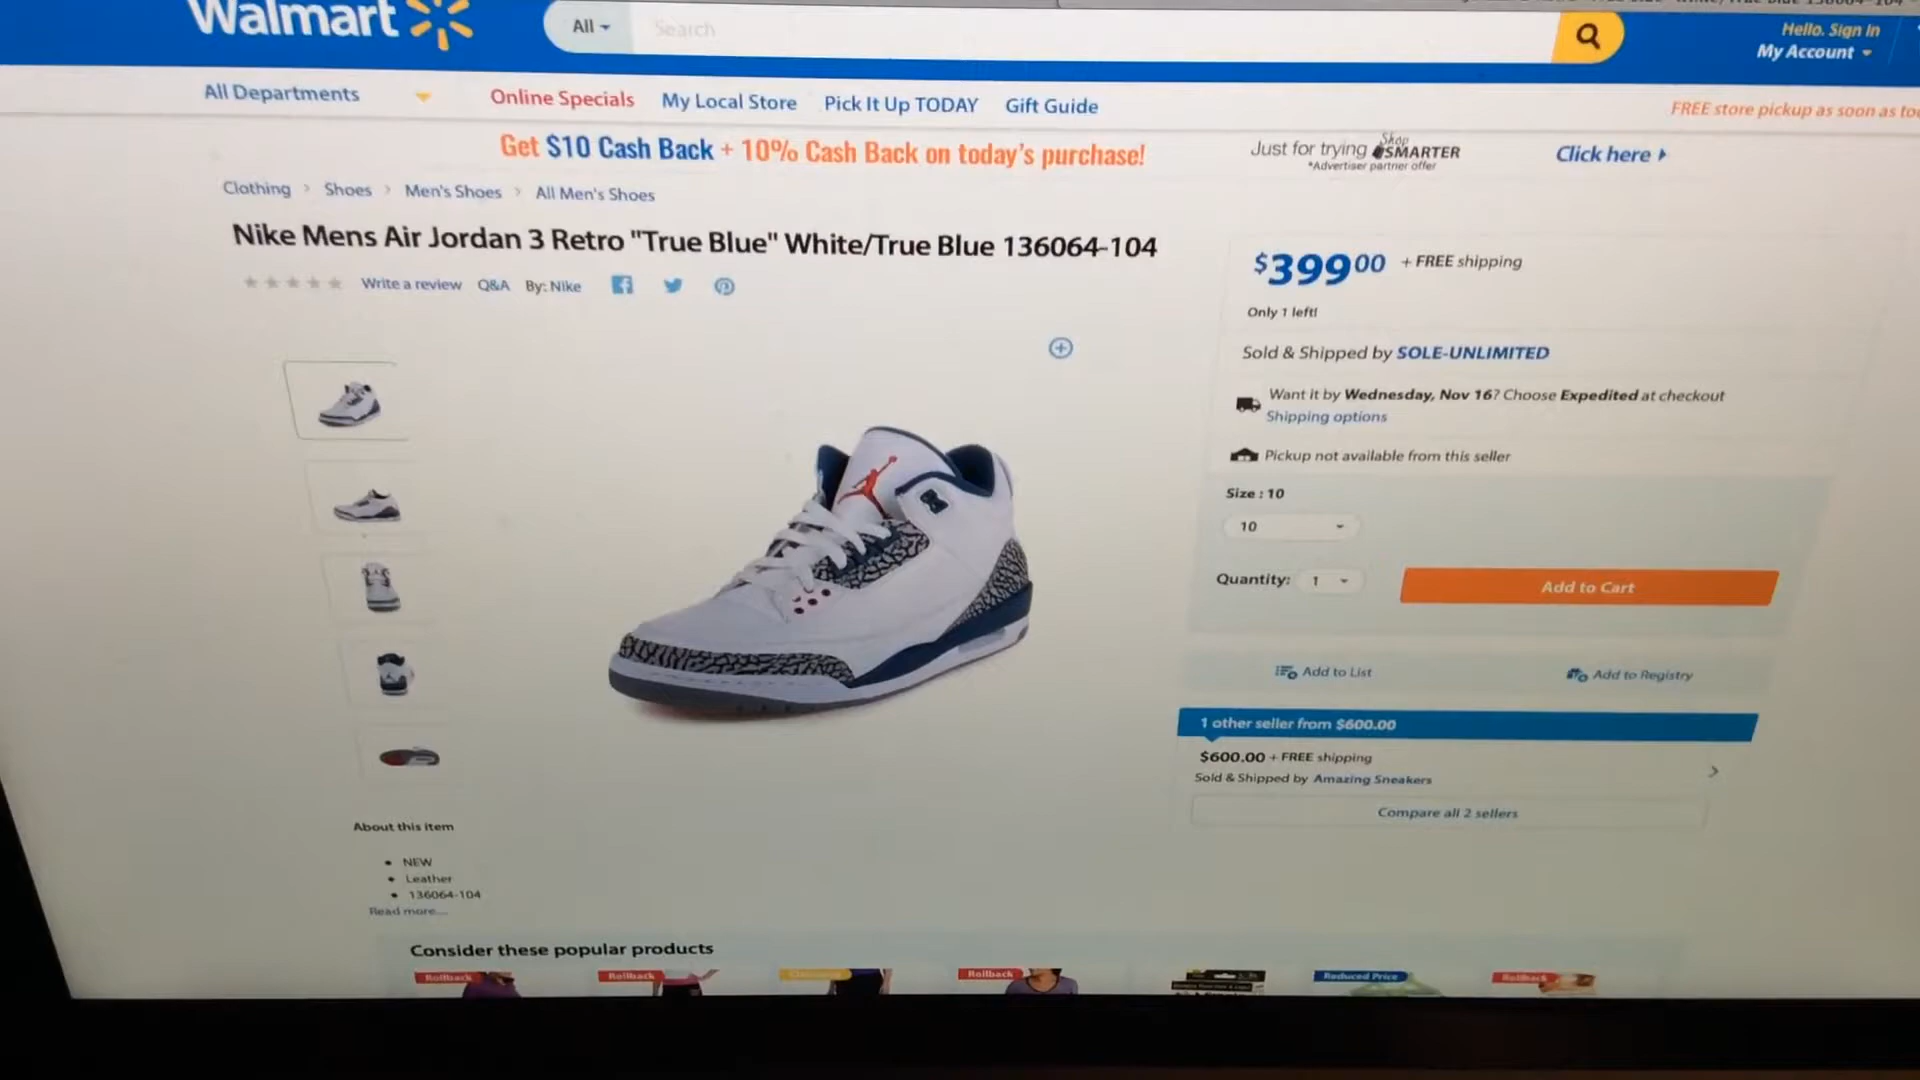 Walmart
All
Search
Hello. Sign In
My Account
All Departments
Online Specials
My Local Store
Pick It Up TODAY
Gift Guide
FREE store pickup as soon as
Get $10 Cash Back + 10% Cash Back on today's purchase!
Just for trying Shop SMARTER
*Advertiser partner offer
Click here
Clothing > Shoes > Men's Shoes > All Men's Shoes
Nike Mens Air Jordan 3 Retro "True Blue" White/True Blue 136064-104
Write a review
Q&A
By: Nike
$399.00 + FREE shipping
Only 1 left!
Sold & Shipped by SOLE-UNLIMITED
Want it by Wednesday, Nov 16? Choose Expedited at checkout
Shipping options
Pickup not available from this seller
Size : 10
10
Quantity: 1
Add to Cart
Add to List
Add to Registry
1 other seller from $600.00
$600.00 + FREE shipping
Sold & Shipped by Amazing Sneakers
Compare all 2 sellers
About this item
NEW
Leather
136064-104
Read more....
Consider these popular products
Rollback
Rollback
Clearance
Rollback
Reduced Price
Rollback